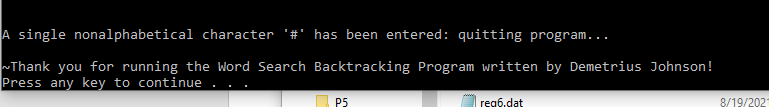 A single nonalphabetical character '#' has been entered: quitting program...
~Thank you for running the Word Search Backtracking Program written by Demetrius Johnson!
Press any key to continue . . .
P5 reg6.dat 8/19/2021